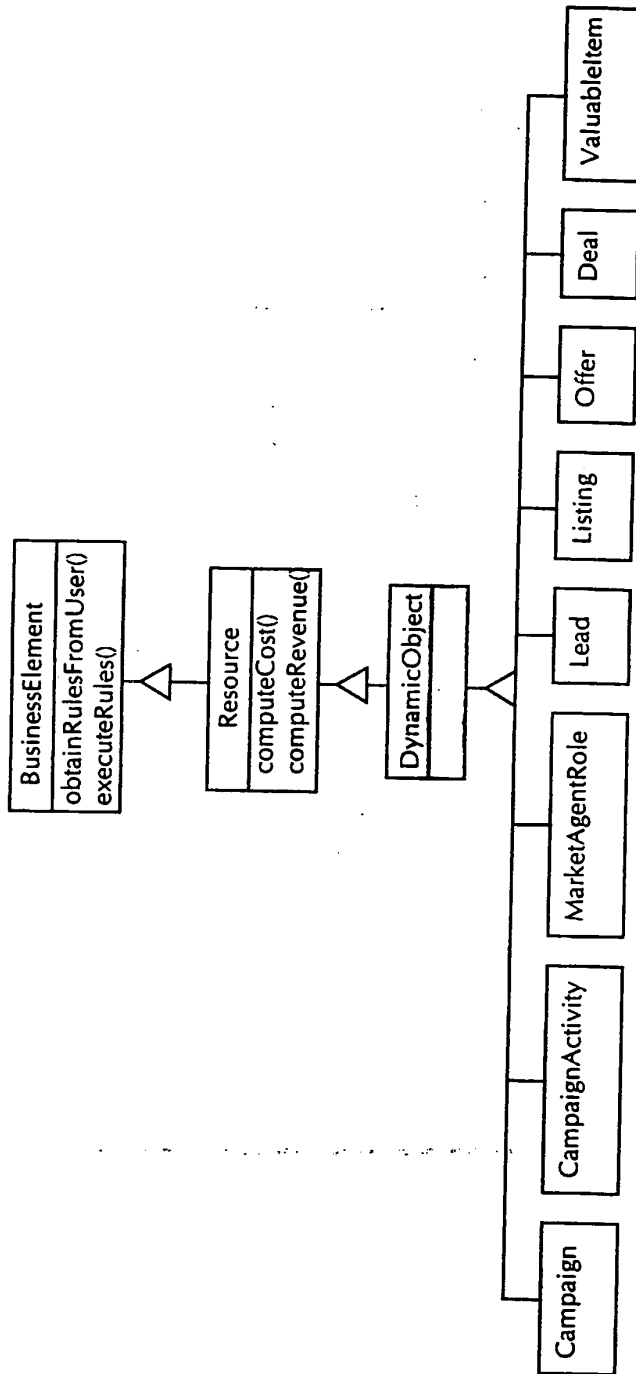 BusinessElement
obtainRulesFromUser()
executeRules()
Resource
computeCost()
computeRevenue()
DynamicObject
Campaign
CampaignActivity
MarketAgentRole
Lead
Listing
Offer
Deal
ValuableItem